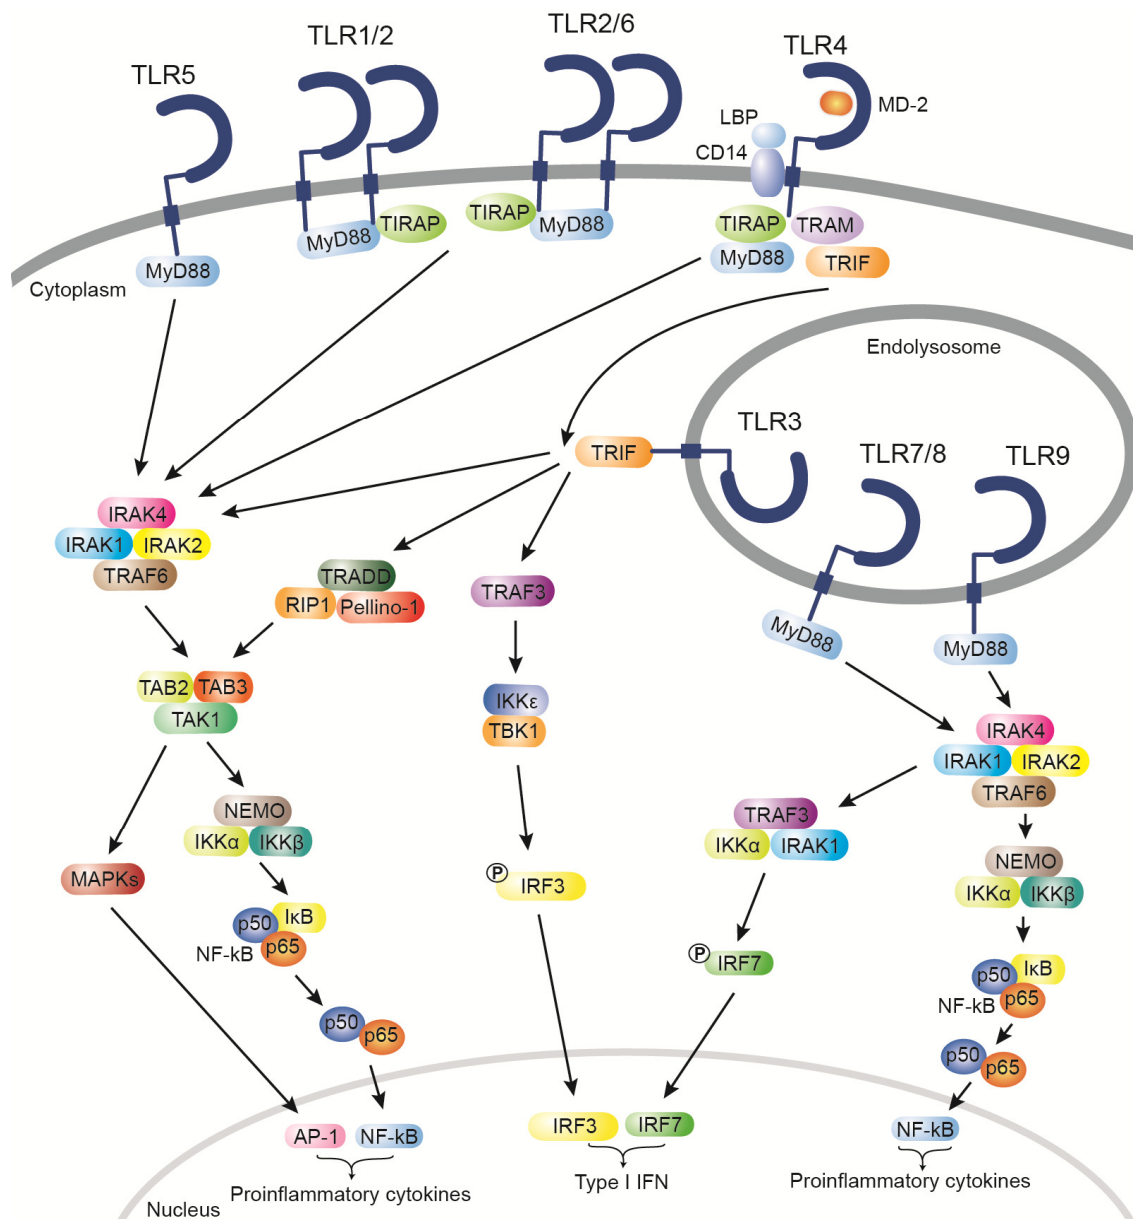 TLR1/2
TLR2/6
TLR4
TLR5
MD-2
LBP
CD14
TIRAP
TIRAP
TIRAP
TRAM
MyD88
MyD88
MyD88
MyD88
TRIF
Cytoplasm
Endolysosome
TLR3
TLR7/8
TLR9
TRIF
IRAK4
IRAK1
IRAK2
TRAF6
TRADD
RIP1
Pellino-1
TRAF3
MyD88
MyD88
TAB2
TAB3
TAK1
IKKε
TBK1
IRAK4
IRAK1
IRAK2
TRAF6
NEMO
IKKα
IKKβ
TRAF3
IKKα
IRAK1
NEMO
IKKα
IKKβ
MAPKs
P
IRF3
p50
IκB
p65
NF-kB
P
IRF7
p50
IκB
p65
NF-kB
p50
p65
p50
p65
AP-1
NF-kB
IRF3
IRF7
NF-kB
Proinflammatory cytokines
Type I IFN
Proinflammatory cytokines
Nucleus